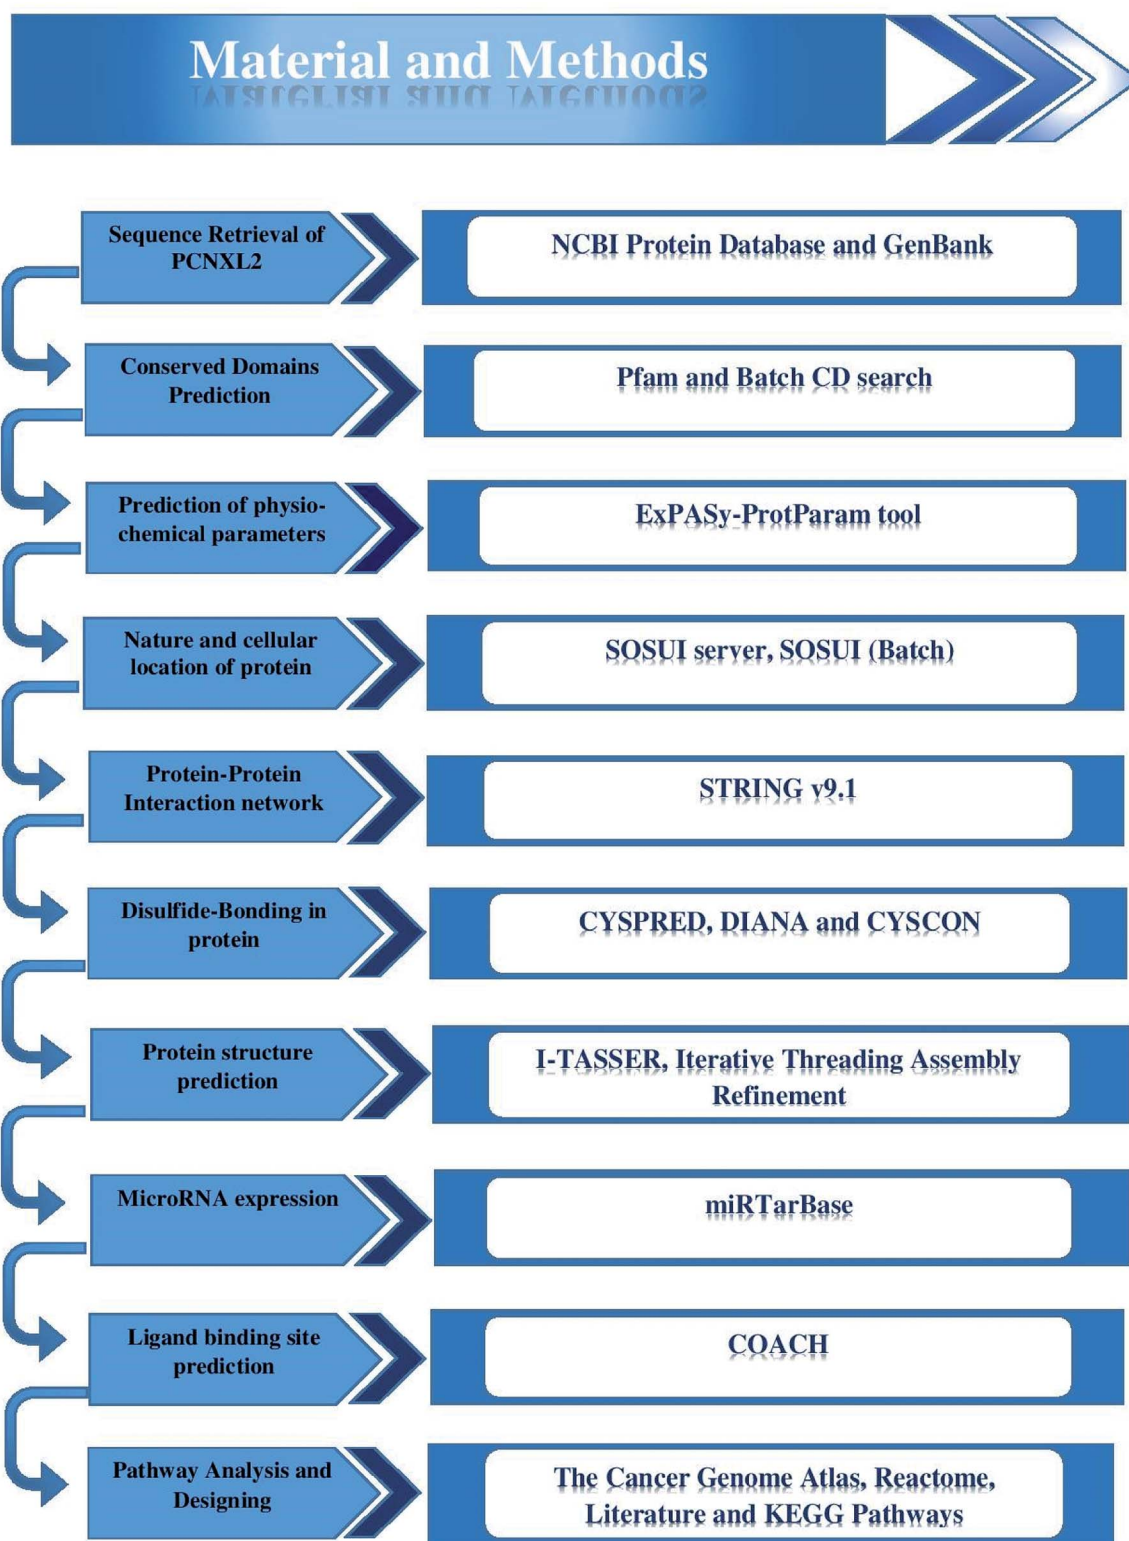 Material and Methods
Sequence Retrieval of
PCNXL2
NCBI Protein Database and GenBank
Conserved Domains
Prediction
Pfam and Batch CD search
Prediction of physio-
chemical parameters
ExPASy-ProtParam tool
Nature and cellular
location of protein
SOSUI server, SOSUI (Batch)
Protein-Protein
Interaction network
STRING v9.1
Disulfide-Bonding in
protein
CYSPRED, DIANA and CYSCON
Protein structure
prediction
I-TASSER, Iterative Threading Assembly
Refinement
MicroRNA expression
miRTarBase
Ligand binding site
prediction
COACH
Pathway Analysis and
Designing
The Cancer Genome Atlas, Reactome,
Literature and KEGG Pathways